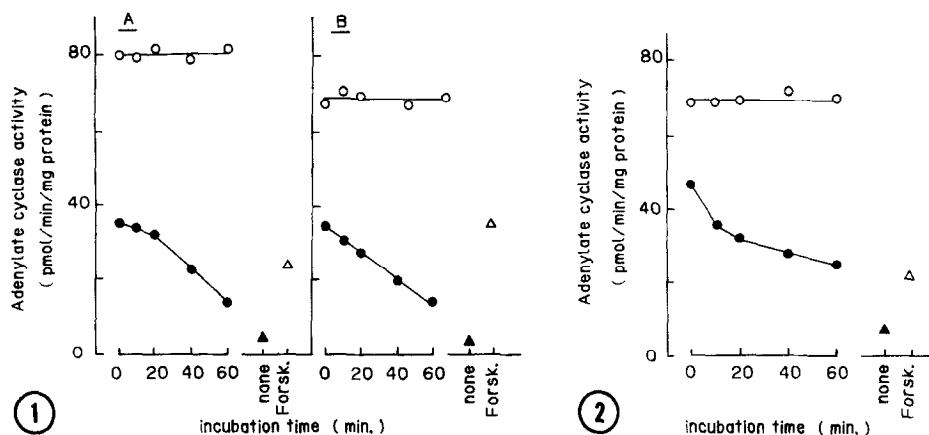 A
B
Adenylate cyclase activity
( pmol/min/mg protein )
80
40
0
0 20 40 60
none
Forsk.
0 20 40 60
none
Forsk.
incubation time ( min. )
1
Adenylate cyclase activity
( pmol/min/mg protein )
80
40
0
0 20 40 60
none
Forsk.
incubation time ( min. )
2